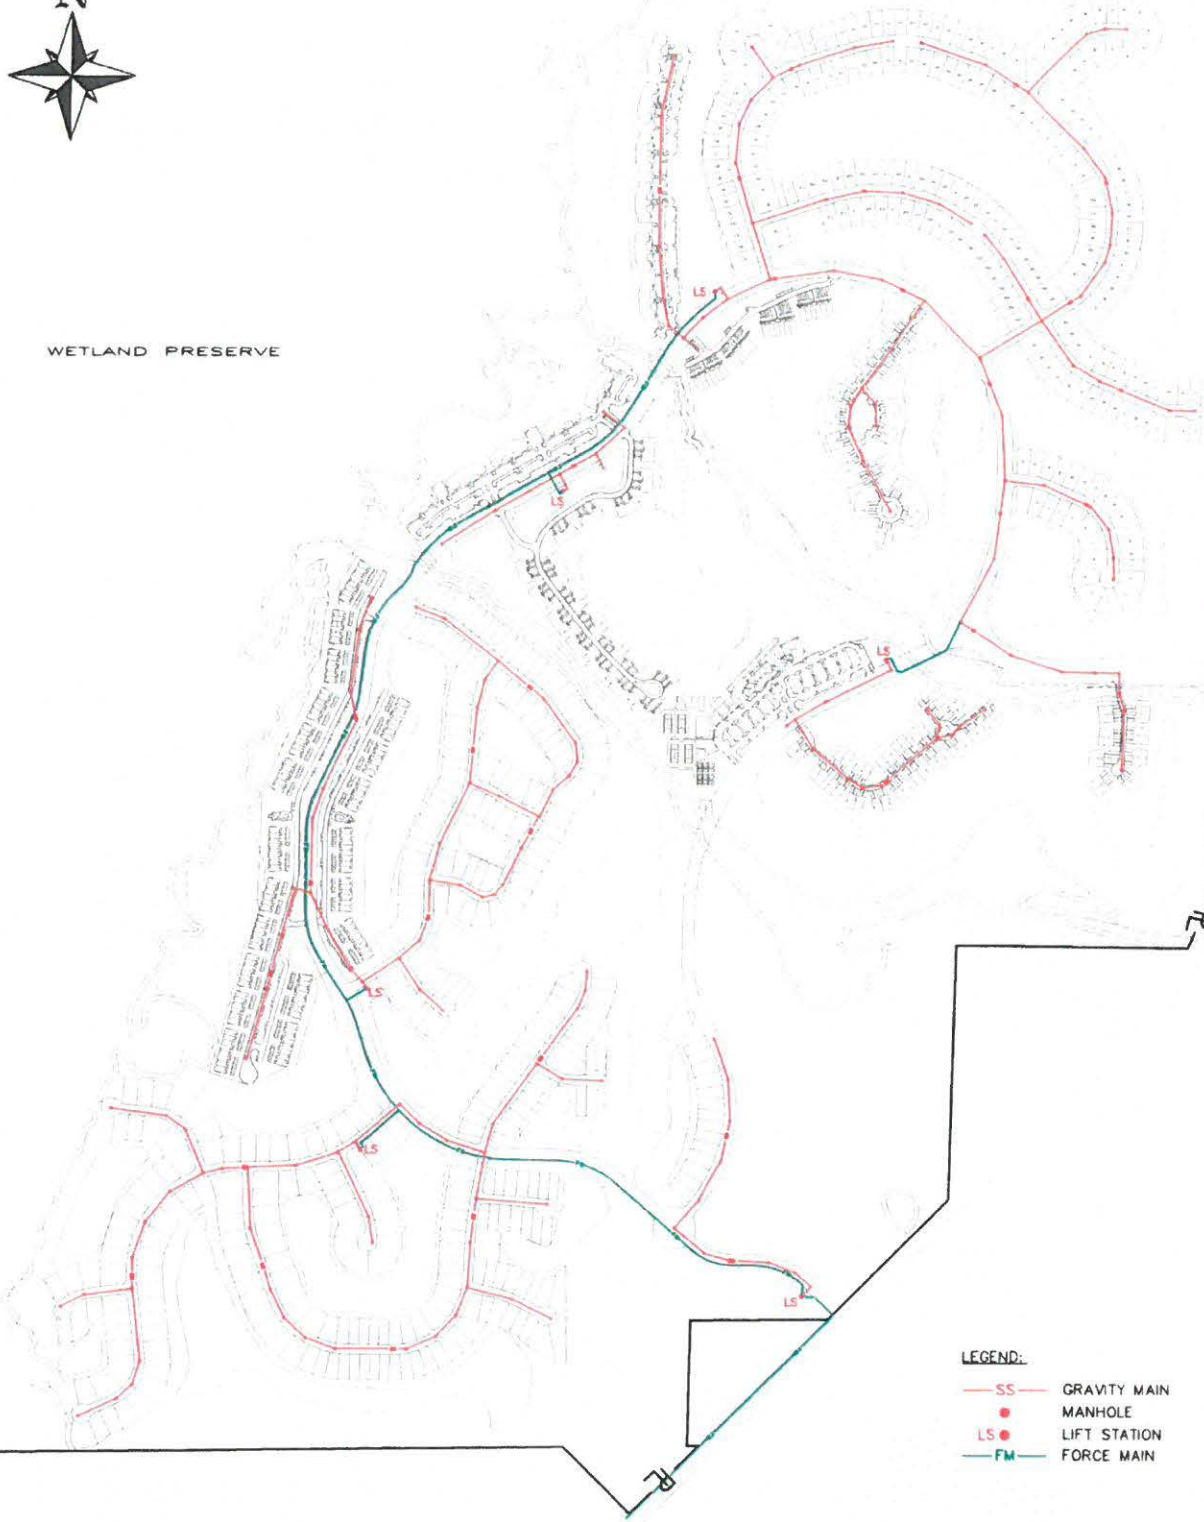 N
WETLAND PRESERVE
LS
LS
LS
LS
LS
LS
LEGEND:
SS GRAVITY MAIN
MANHOLE
LS LIFT STATION
FM FORCE MAIN